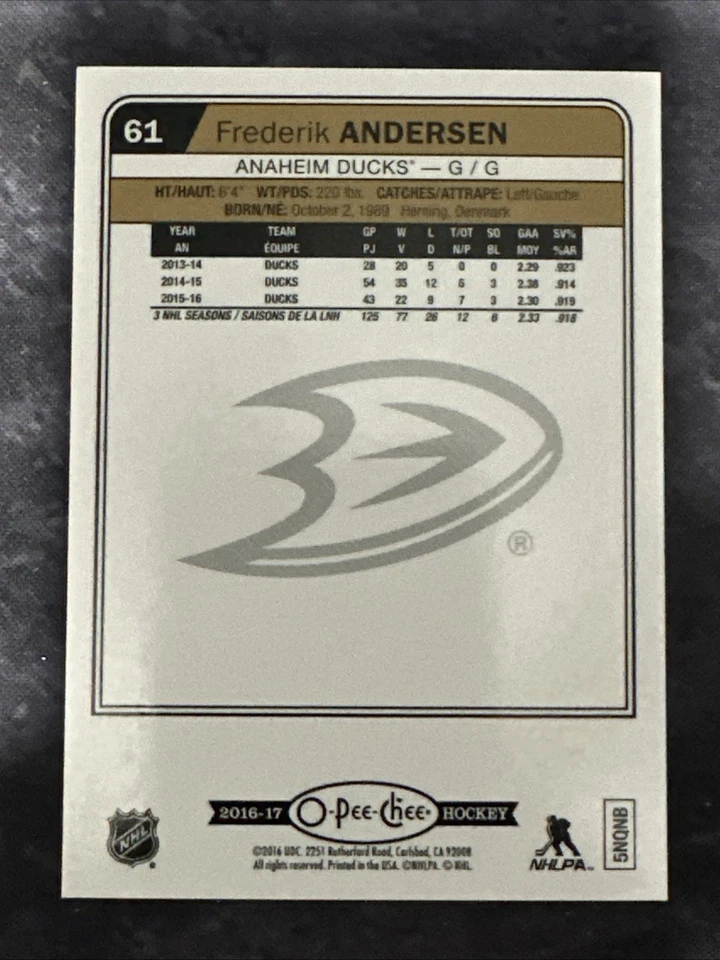 61 Frederik ANDERSEN
ANAHEIM DUCKS® — G / G
HT/HAUT: 6'4" WT/PDS: 220 lbs. CATCHES/ATTRAPE: Left/Gauche
BORN/NÉ: October 2, 1989 Herning, Denmark
YEAR TEAM GP W L T/OT SO GAA SV%
AN ÉQUIPE PJ V D N/P BL MOY %AR
2013-14 DUCKS 28 20 5 0 0 2.29 .923
2014-15 DUCKS 54 35 12 5 3 2.38 .914
2015-16 DUCKS 43 22 9 7 3 2.30 .919
3 NHL SEASONS / SAISONS DE LA LNH 125 77 26 12 6 2.33 .918
®
2016-17 O-Pee-Chee® HOCKEY
NHL
©2016 UDC. 2251 Rutherford Road, Carlsbad, CA 92008
All rights reserved. Printed in the USA. ©NHLPA. © NHL.
NHLPA™
5NQNB